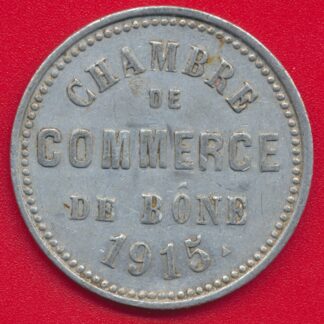 CHAMBRE
DE
COMMERCE
DE BÔNE
1915